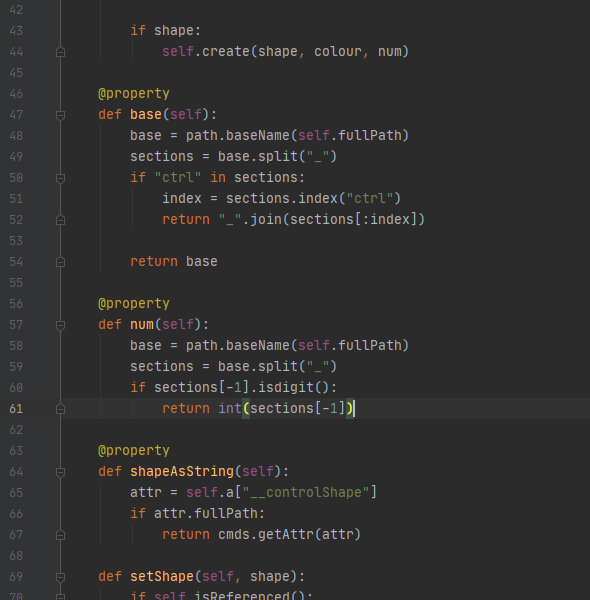 42
43 if shape:
44 self.create(shape, colour, num)
45
46 @property
47 def base(self):
48 base = path.baseName(self.fullPath)
49 sections = base.split("_")
50 if "ctrl" in sections:
51 index = sections.index("ctrl")
52 return "_".join(sections[:index])
53
54 return base
55
56 @property
57 def num(self):
58 base = path.baseName(self.fullPath)
59 sections = base.split("_")
60 if sections[-1].isdigit():
61 return int(sections[-1])
62
63 @property
64 def shapeAsString(self):
65 attr = self.a["__controlShape"]
66 if attr.fullPath:
67 return cmds.getAttr(attr)
68
69 def setShape(self, shape):
70 if self.isReferenced():